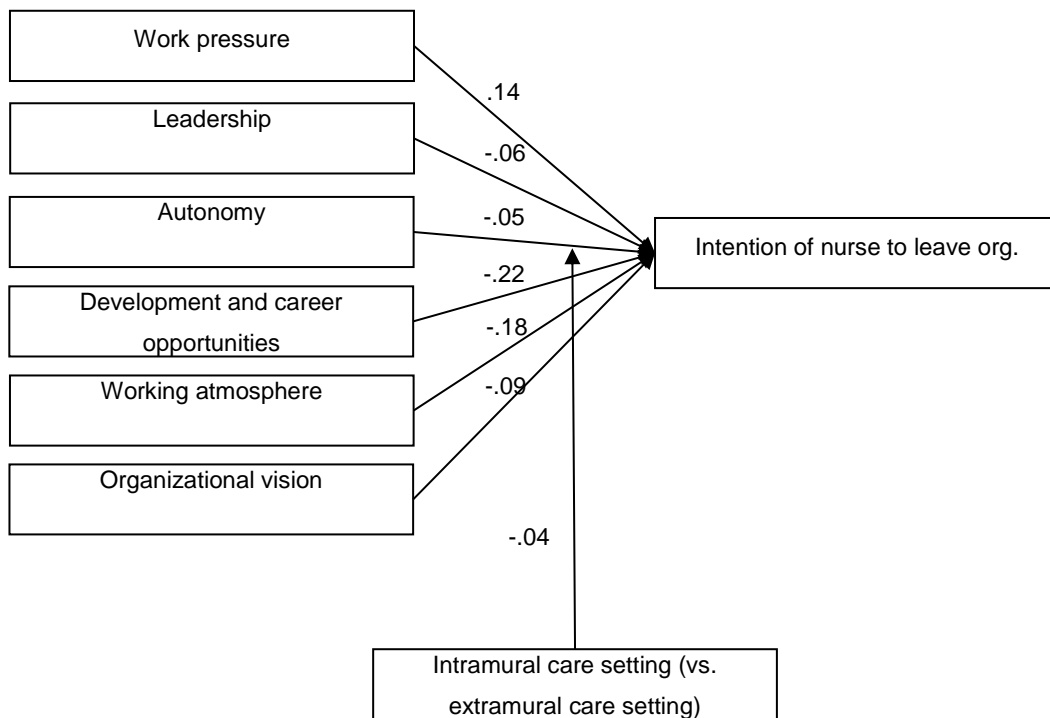 Work pressure
.14
Leadership
-.06
Autonomy
-.05
Intention of nurse to leave org.
-.22
Development and career
opportunities
-.18
Working atmosphere
-.09
Organizational vision
-.04
Intramural care setting (vs.
extramural care setting)